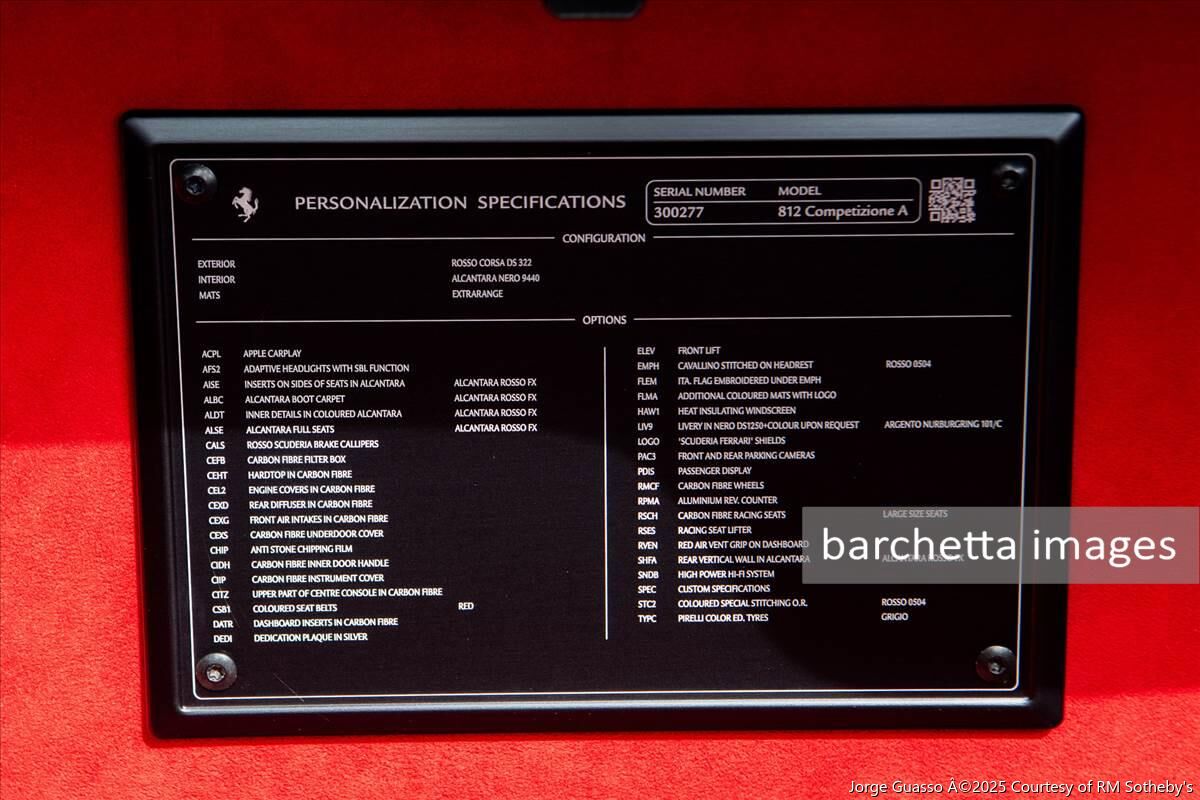 PERSONALIZATION SPECIFICATIONS
SERIAL NUMBER MODEL
300277 812 Competizione A
CONFIGURATION
EXTERIOR ROSSO CORSA DS 322
INTERIOR ALCANTARA NERO 9440
MATS EXTRARANGE
OPTIONS
ACPL APPLE CARPLAY
AFS2 ADAPTIVE HEADLIGHTS WITH SBL FUNCTION
AISE INSERTS ON SIDES OF SEATS IN ALCANTARA ALCANTARA ROSSO FX
ALBC ALCANTARA BOOT CARPET ALCANTARA ROSSO FX
ALDT INNER DETAILS IN COLOURED ALCANTARA ALCANTARA ROSSO FX
ALSE ALCANTARA FULL SEATS ALCANTARA ROSSO FX
CALS ROSSO SCUDERIA BRAKE CALLIPERS
CEFB CARBON FIBRE FILTER BOX
CEHT HARDTOP IN CARBON FIBRE
CEL2 ENGINE COVERS IN CARBON FIBRE
CEXD REAR DIFFUSER IN CARBON FIBRE
CEXG FRONT AIR INTAKES IN CARBON FIBRE
CEXS CARBON FIBRE UNDERDOOR COVER
CHIP ANTI STONE CHIPPING FILM
CIDH CARBON FIBRE INNER DOOR HANDLE
CIIP CARBON FIBRE INSTRUMENT COVER
CITZ UPPER PART OF CENTRE CONSOLE IN CARBON FIBRE
CSB1 COLOURED SEAT BELTS RED
DATR DASHBOARD INSERTS IN CARBON FIBRE
DEDI DEDICATION PLAQUE IN SILVER
ELEV FRONT LIFT
EMPH CAVALLINO STITCHED ON HEADREST ROSSO 0504
FLEM ITA. FLAG EMBROIDERED UNDER EMPH
FLMA ADDITIONAL COLOURED MATS WITH LOGO
HAW1 HEAT INSULATING WINDSCREEN
LIV9 LIVERY IN NERO DS1250+COLOUR UPON REQUEST ARGENTO NURBURGRING 101/C
LOGO 'SCUDERIA FERRARI' SHIELDS
PAC3 FRONT AND REAR PARKING CAMERAS
PDIS PASSENGER DISPLAY
RMCF CARBON FIBRE WHEELS
RPMA ALUMINIUM REV. COUNTER
RSCH CARBON FIBRE RACING SEATS LARGE SIZE SEATS
RSES RACING SEAT LIFTER
RVEN RED AIR VENT GRIP ON DASHBOARD
SHFA REAR VERTICAL WALL IN ALCANTARA ALCANTARA ROSSO FX
SNDB HIGH POWER HI-FI SYSTEM
SPEC CUSTOM SPECIFICATIONS
STC2 COLOURED SPECIAL STITCHING O.R. ROSSO 0504
TYPC PIRELLI COLOR ED. TYRES GRIGIO
barchetta images
Jorge Guasso Â©2025 Courtesy of RM Sotheby's